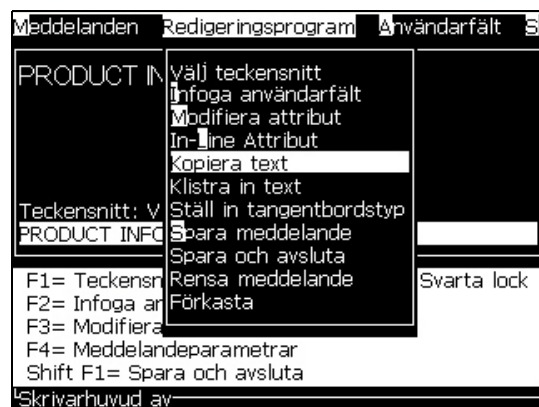 Meddelanden Redigeringsprogram Användarfält S
PRODUCT IN
Välj teckensnitt
Infoga användarfält
Modifiera attribut
In-Line Attribut
Kopiera text
Klistra in text
Ställ in tangentbordstyp
Spara meddelande
Spara och avsluta
Rensa meddelande
Förkasta
Teckensnitt: V
PRODUCT INFO
F1= Teckensn Svarta lock
F2= Infoga an
F3= Modifiera
F4= Meddelandeparametrar
Shift F1= Spara och avsluta
Skrivarhuvud av